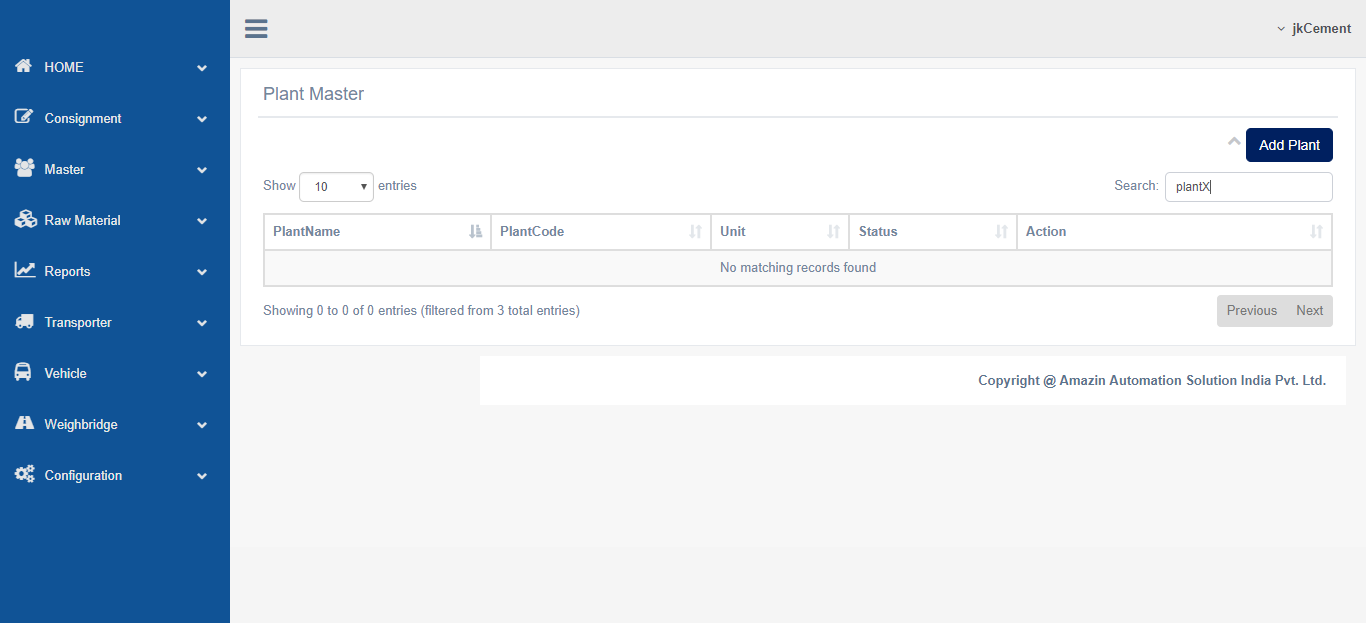 jkCement
HOME
Consignment
Master
Raw Material
Reports
Transporter
Vehicle
Weighbridge
Configuration
Plant Master
Add Plant
Show 10 entries
Search: plantX
PlantName PlantCode Unit Status Action
No matching records found
Showing 0 to 0 of 0 entries (filtered from 3 total entries)
Previous Next
Copyright @ Amazin Automation Solution India Pvt. Ltd.